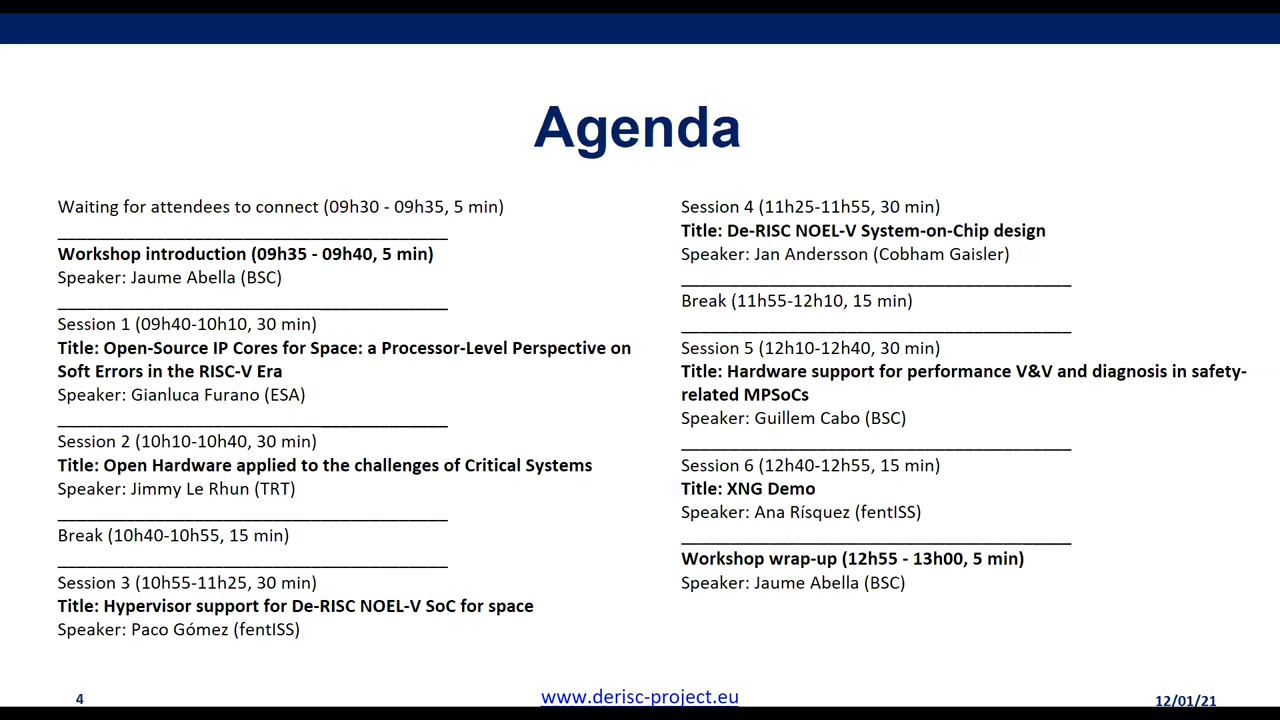 Agenda
Waiting for attendees to connect (09h30 - 09h35, 5 min)
Workshop introduction (09h35 - 09h40, 5 min)
Speaker: Jaume Abella (BSC)
Session 1 (09h40-10h10, 30 min)
Title: Open-Source IP Cores for Space: a Processor-Level Perspective on
Soft Errors in the RISC-V Era
Speaker: Gianluca Furano (ESA)
Session 2 (10h10-10h40, 30 min)
Title: Open Hardware applied to the challenges of Critical Systems
Speaker: Jimmy Le Rhun (TRT)
Break (10h40-10h55, 15 min)
Session 3 (10h55-11h25, 30 min)
Title: Hypervisor support for De-RISC NOEL-V SoC for space
Speaker: Paco Gómez (fentISS)
Session 4 (11h25-11h55, 30 min)
Title: De-RISC NOEL-V System-on-Chip design
Speaker: Jan Andersson (Cobham Gaisler)
Break (11h55-12h10, 15 min)
Session 5 (12h10-12h40, 30 min)
Title: Hardware support for performance V&V and diagnosis in safety-
related MPSoCs
Speaker: Guillem Cabo (BSC)
Session 6 (12h40-12h55, 15 min)
Title: XNG Demo
Speaker: Ana Rísquez (fentISS)
Workshop wrap-up (12h55 - 13h00, 5 min)
Speaker: Jaume Abella (BSC)
4
www.derisc-project.eu
12/01/21